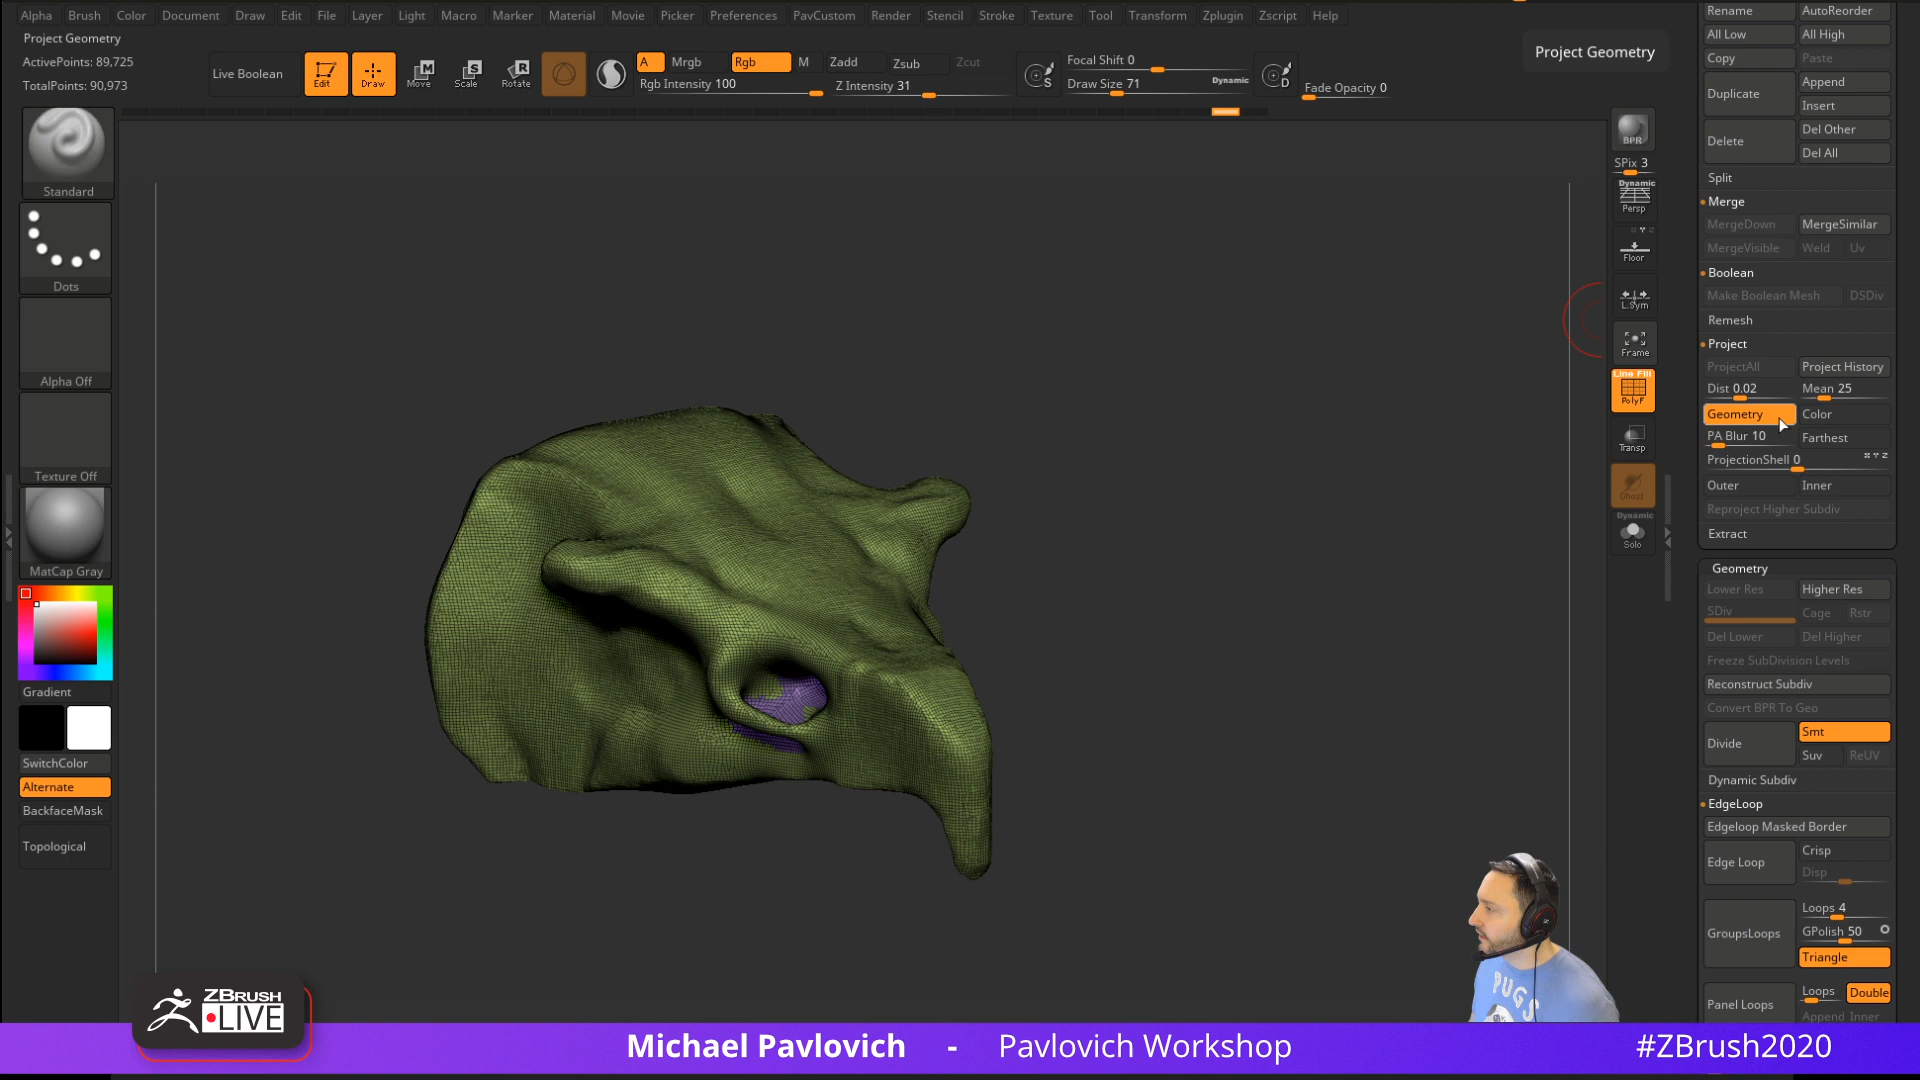 Alpha Brush Color Document Draw Edit File Layer Light Macro Marker Material Movie Picker Preferences PavCustom Render Stencil Stroke Texture Tool Transform Zplugin Zscript Help
Project Geometry
ActivePoints: 89,725
TotalPoints: 90,973
Live Boolean
Edit
Draw
Move
Scale
Rotate
A
Mrgb
Rgb
M
Zadd
Zsub
Zcut
Rgb Intensity 100
Z Intensity 31
Focal Shift 0
Draw Size 71
Dynamic
Fade Opacity 0
Project Geometry
Standard
Dots
Alpha Off
Texture Off
MatCap Gray
Gradient
SwitchColor
Alternate
BackfaceMask
Topological
BPR
SPix 3
Dynamic
Persp
Floor
L.Sym
Frame
Line Fill
PolyF
Transp
Ghost
Dynamic
Solo
Rename AutoReorder
All Low All High
Copy Paste
Duplicate
Append
Insert
Delete
Del Other
Del All
Split
Merge
MergeDown MergeSimilar
MergeVisible Weld Uv
Boolean
Make Boolean Mesh DSDiv
Remesh
Project
ProjectAll Project History
Dist 0.02 Mean 25
Geometry Color
PA Blur 10 Farthest
ProjectionShell 0
Outer Inner
Reproject Higher Subdiv
Extract
Geometry
Lower Res Higher Res
SDiv Cage Rstr
Del Lower Del Higher
Freeze SubDivision Levels
Reconstruct Subdiv
Convert BPR To Geo
Divide
Smt
Suv ReUV
Dynamic Subdiv
EdgeLoop
Edgeloop Masked Border
Edge Loop
Crisp
Disp
GroupsLoops
Loops 4
GPolish 50
Triangle
Panel Loops
Loops Double
Append Inner
PUGS
ZBRUSH
LIVE
Michael Pavlovich - Pavlovich Workshop
#ZBrush2020